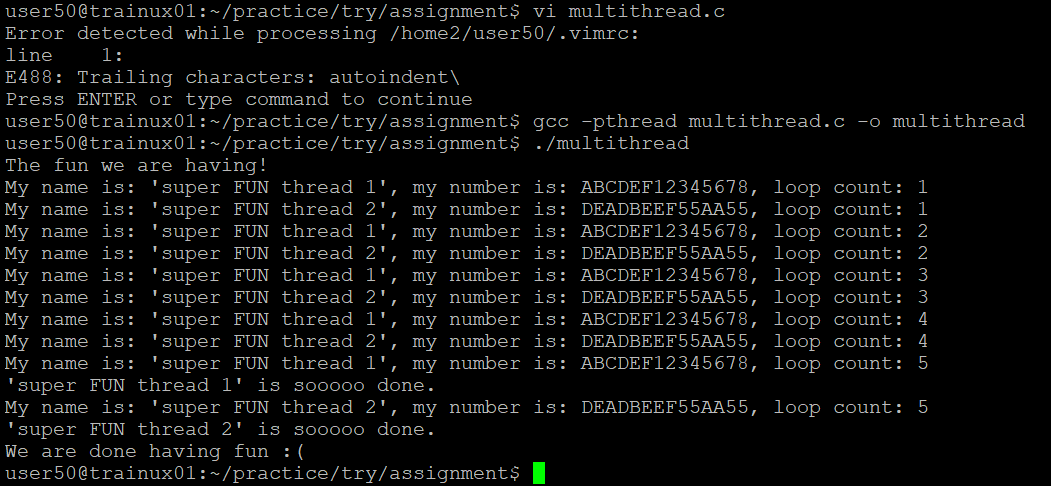 user50@trainux01:~/practice/try/assignment$ vi multithread.c
Error detected while processing /home2/user50/.vimrc:
line    1:
E488: Trailing characters: autoindent\
Press ENTER or type command to continue
user50@trainux01:~/practice/try/assignment$ gcc -pthread multithread.c -o multithread
user50@trainux01:~/practice/try/assignment$ ./multithread
The fun we are having!
My name is: 'super FUN thread 1', my number is: ABCDEF12345678, loop count: 1
My name is: 'super FUN thread 2', my number is: DEADBEEF55AA55, loop count: 1
My name is: 'super FUN thread 1', my number is: ABCDEF12345678, loop count: 2
My name is: 'super FUN thread 2', my number is: DEADBEEF55AA55, loop count: 2
My name is: 'super FUN thread 1', my number is: ABCDEF12345678, loop count: 3
My name is: 'super FUN thread 2', my number is: DEADBEEF55AA55, loop count: 3
My name is: 'super FUN thread 1', my number is: ABCDEF12345678, loop count: 4
My name is: 'super FUN thread 2', my number is: DEADBEEF55AA55, loop count: 4
My name is: 'super FUN thread 1', my number is: ABCDEF12345678, loop count: 5
'super FUN thread 1' is sooooo done.
My name is: 'super FUN thread 2', my number is: DEADBEEF55AA55, loop count: 5
'super FUN thread 2' is sooooo done.
We are done having fun :(
user50@trainux01:~/practice/try/assignment$